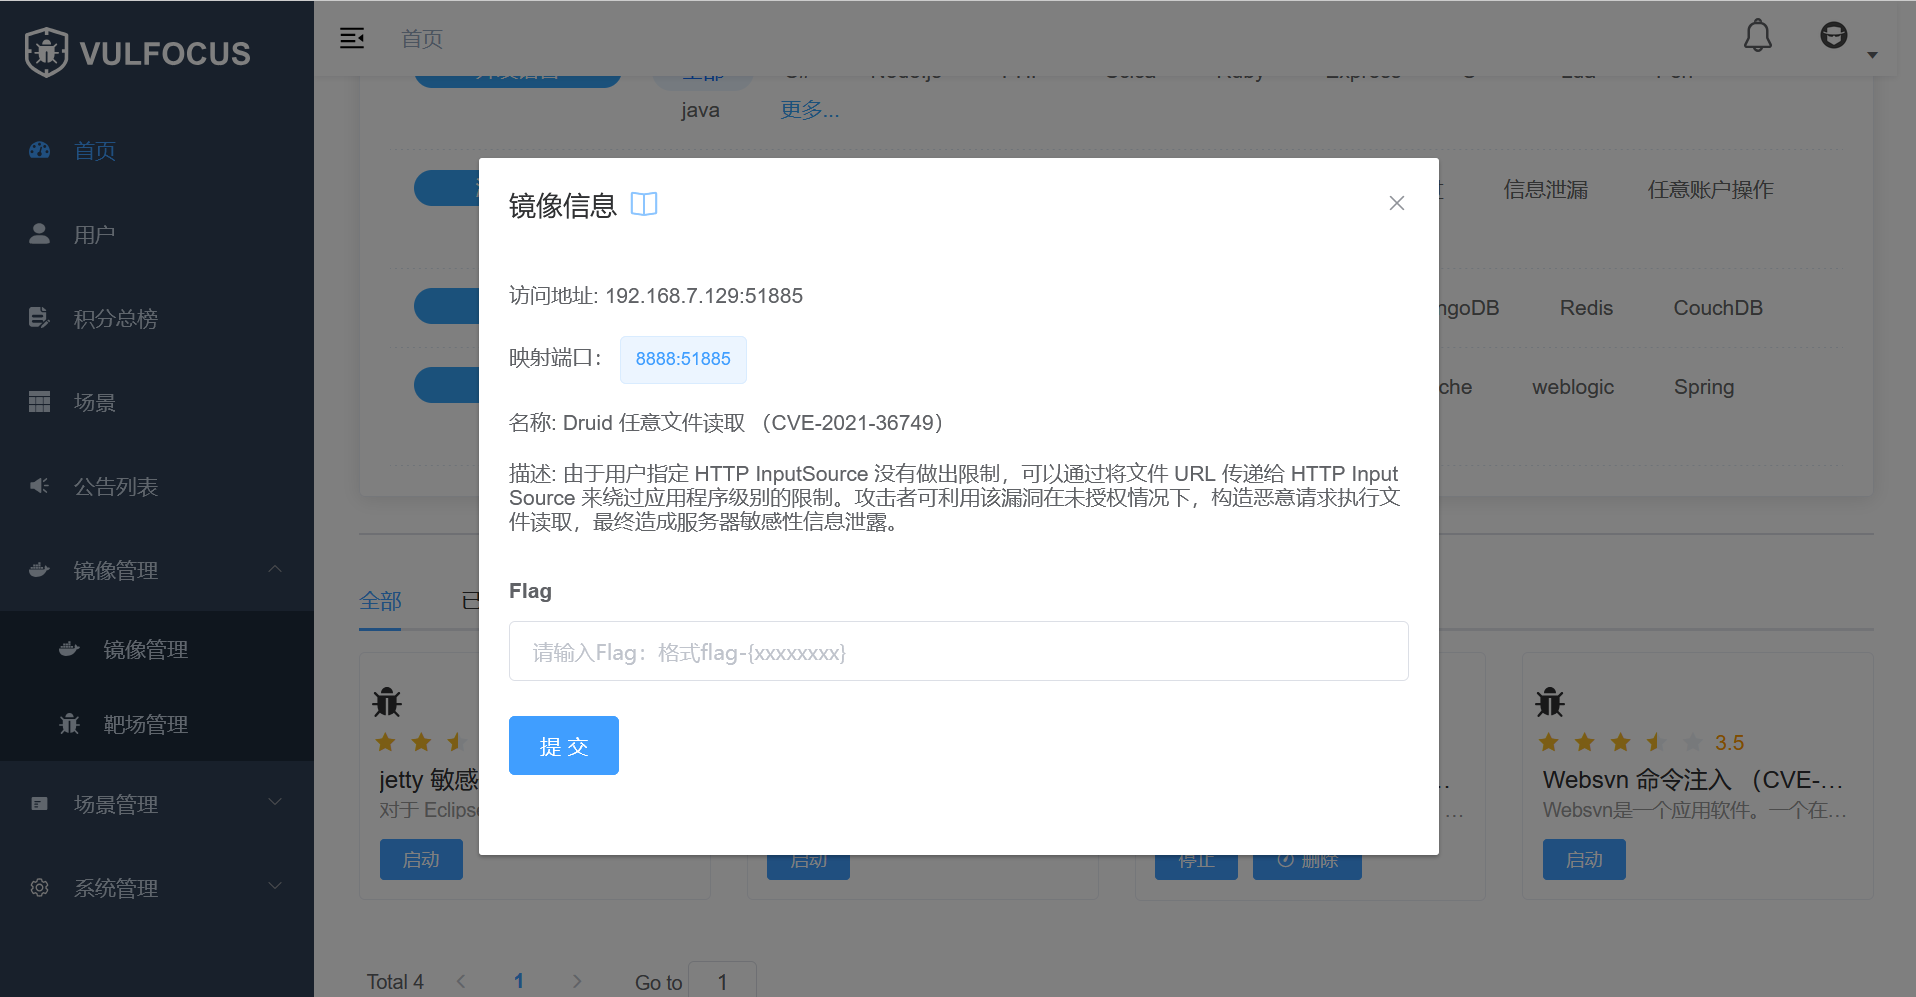 VULFOCUS
首页
用户
积分总榜
场景
公告列表
镜像管理
镜像管理
靶场管理
场景管理
系统管理
首页
java
更多...
信息泄漏
任意账户操作
ngoDB
Redis
CouchDB
che
weblogic
Spring
镜像信息
访问地址: 192.168.7.129:51885
映射端口：
8888:51885
名称: Druid 任意文件读取 （CVE-2021-36749）
描述: 由于用户指定 HTTP InputSource 没有做出限制，可以通过将文件 URL 传递给 HTTP Input
Source 来绕过应用程序级别的限制。攻击者可利用该漏洞在未授权情况下，构造恶意请求执行文
件读取，最终造成服务器敏感性信息泄露。
Flag
请输入Flag：格式flag-{xxxxxxxx}
提 交
全部
已
jetty 敏感
对于 Eclips
启动
启动
停止
删除
3.5
Websvn 命令注入 （CVE-...
Websvn是一个应用软件。一个在...
启动
Total 4
1
Go to
1